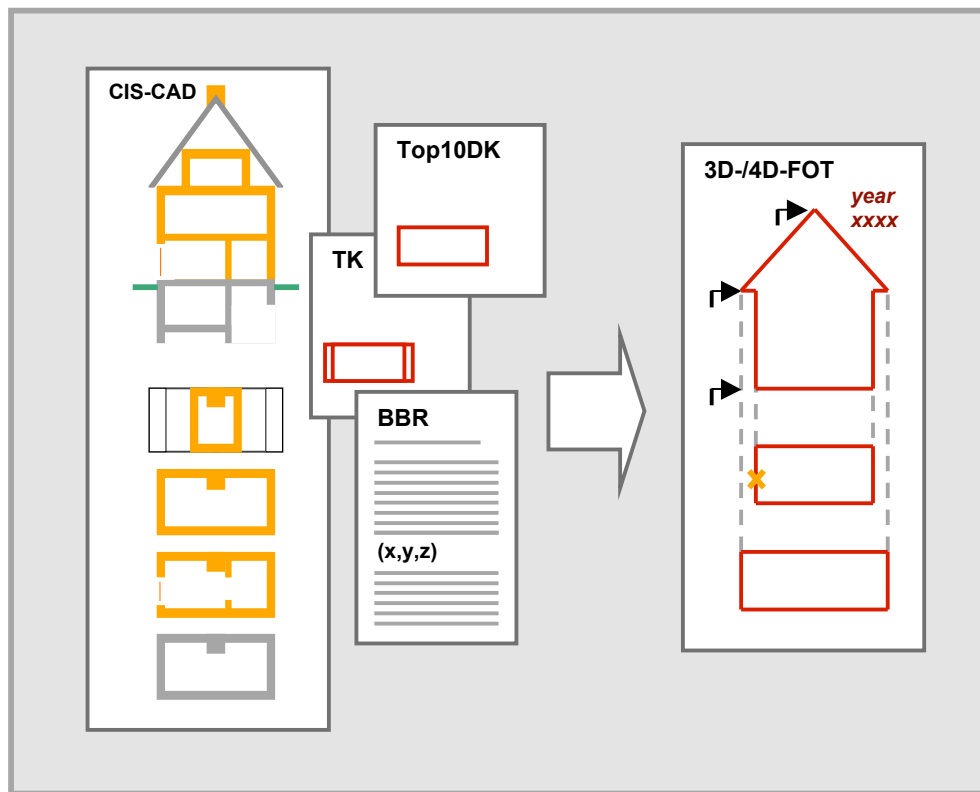 CIS-CAD
Top10DK
TK
BBR
(x,y,z)
3D-/4D-FOT
year
xxxx